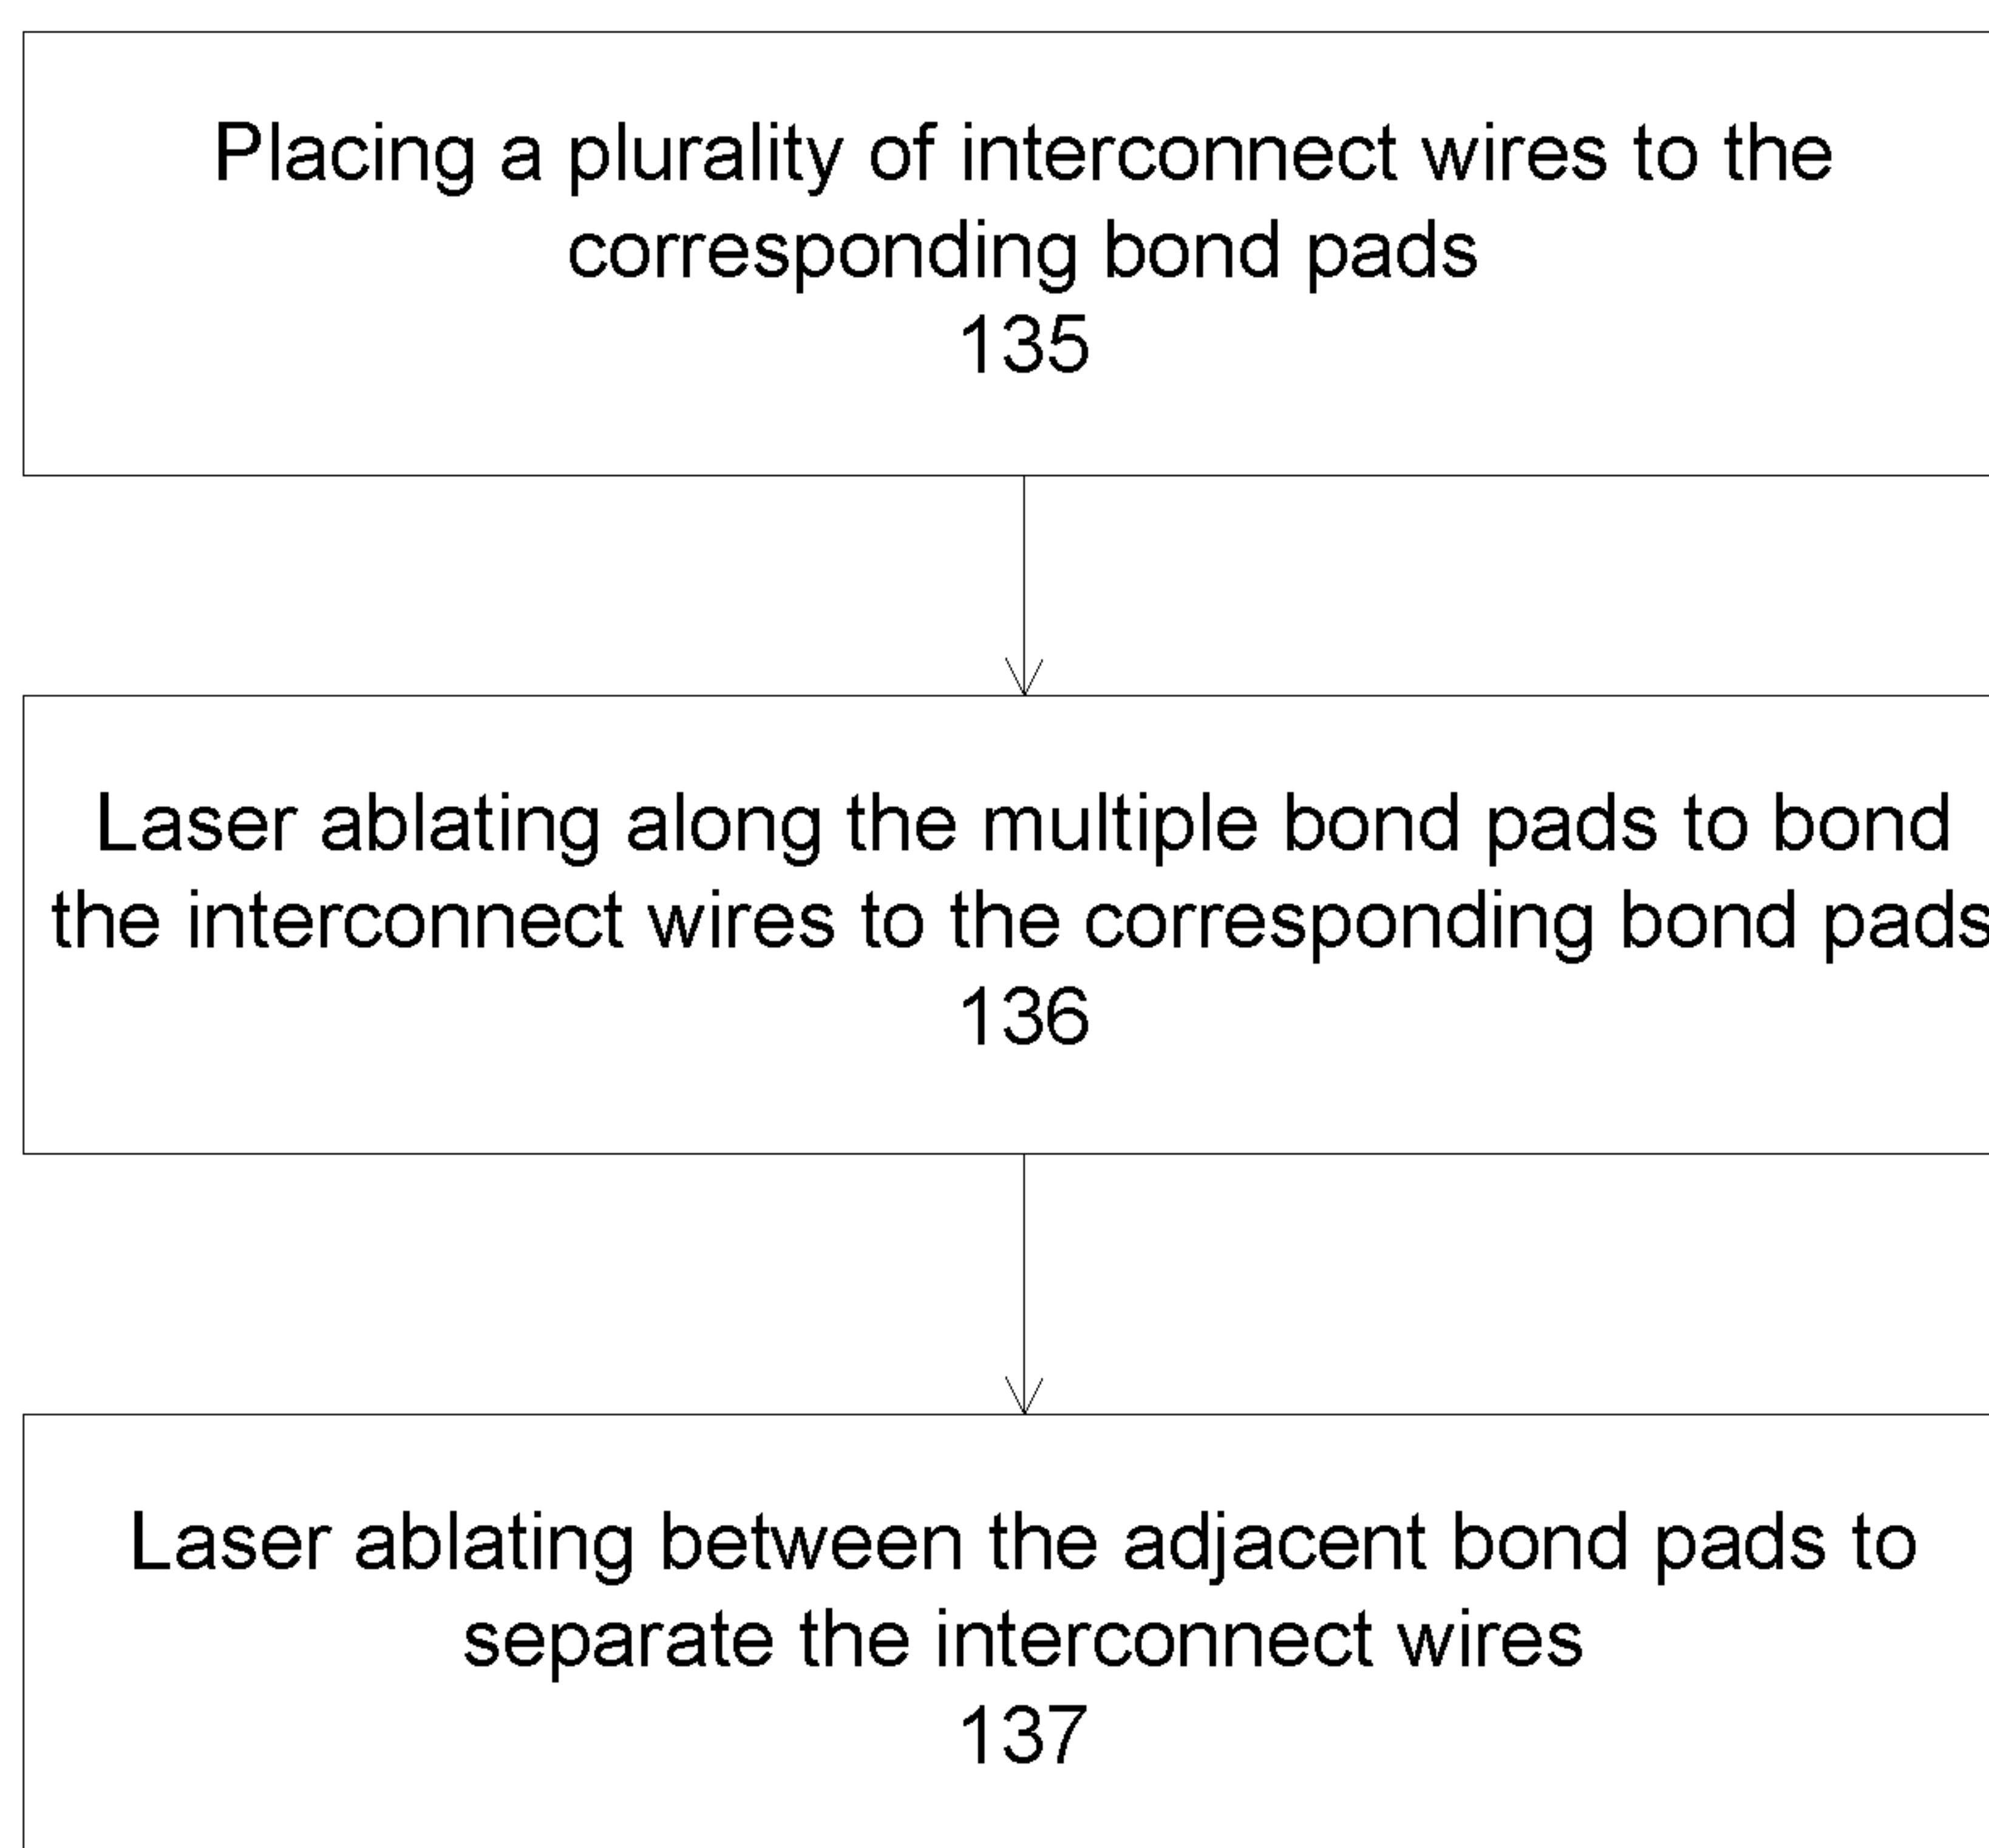 Placing a plurality of interconnect wires to the
corresponding bond pads
135
Laser ablating along the multiple bond pads to bond
the interconnect wires to the corresponding bond pads
136
Laser ablating between the adjacent bond pads to
separate the interconnect wires
137